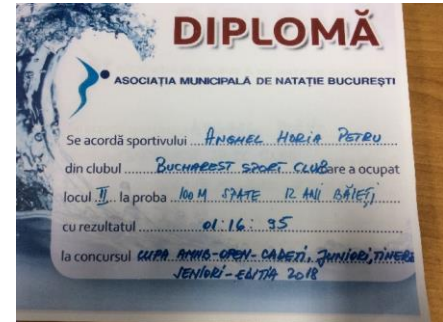 DIPLOMĂ
ASOCIAȚIA MUNICIPALĂ DE NATAȚIE BUCUREȘTI
Se acordă sportivului ANGHEL HORIA PETRU
din clubul BUCHAREST SPORT CLUB are a ocupat
locul II la proba 100 M SPATE 12 ANI BĂIEȚI
cu rezultatul 01:16:95
la concursul CUPA AMNB-OPEN-CADEȚI, JUNIORI, TINERET
SENIORI-EDIȚIA 2018